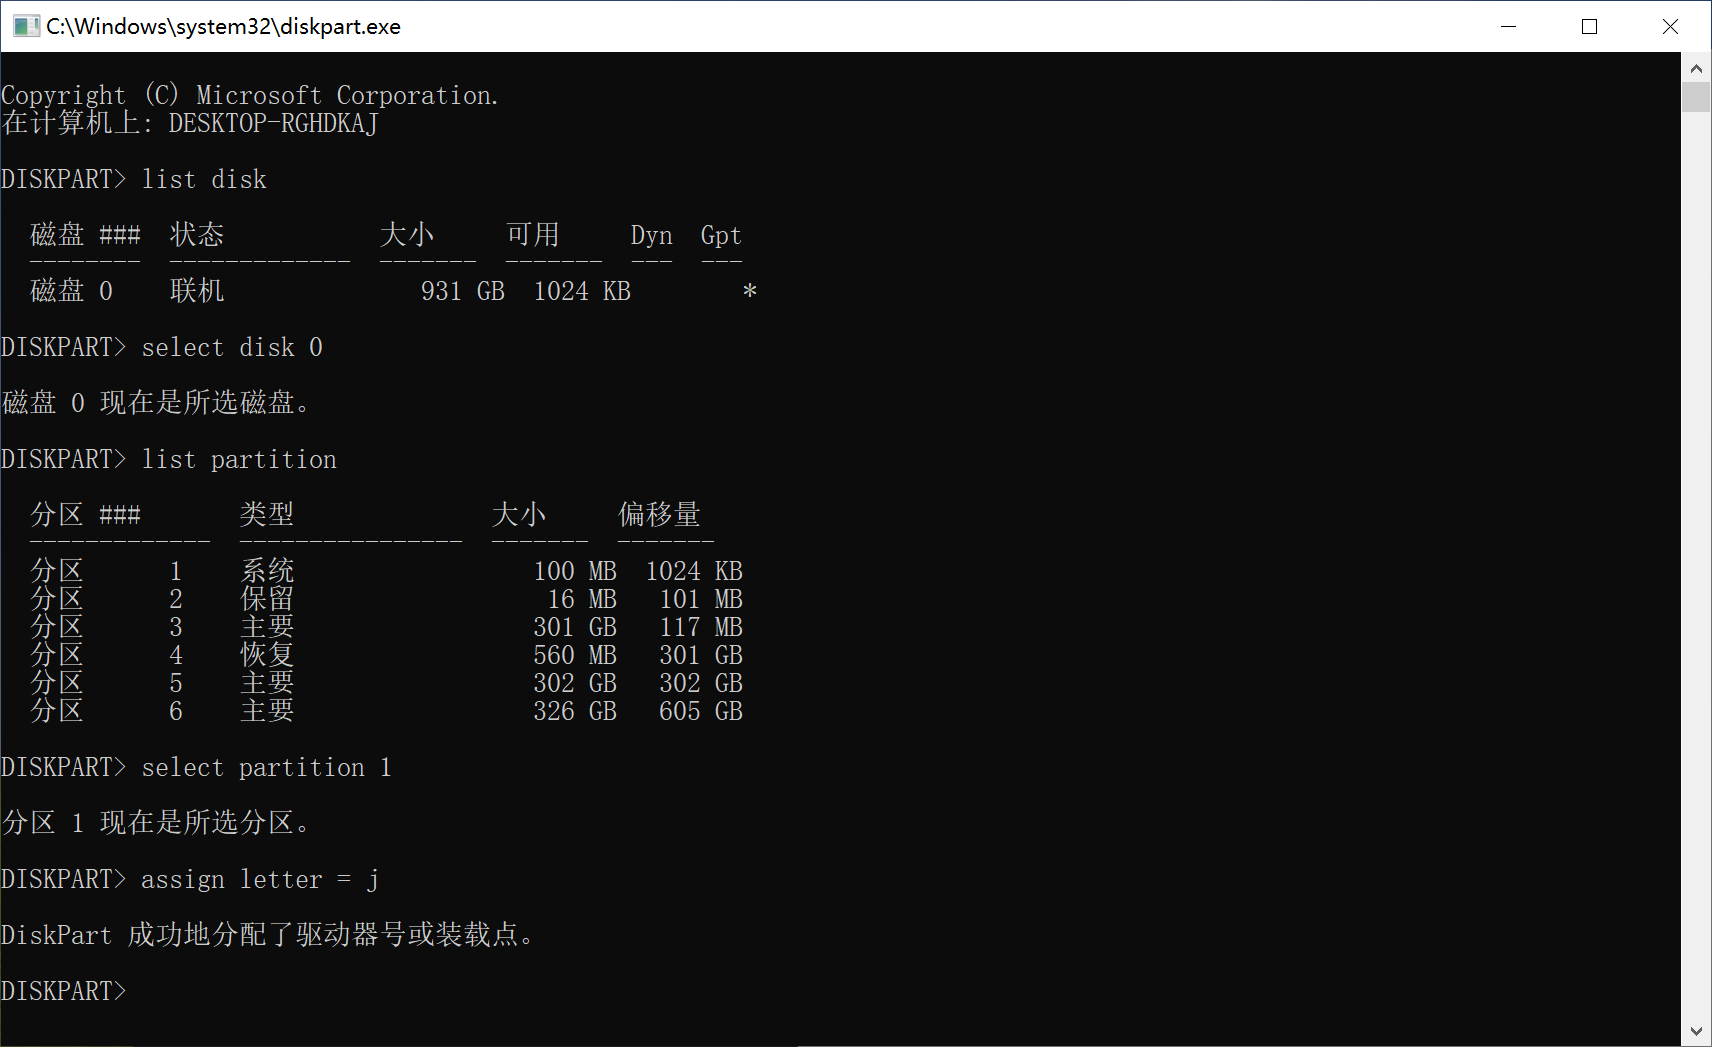 C:\Windows\system32\diskpart.exe
Copyright (C) Microsoft Corporation.
在计算机上: DESKTOP-RGHDKAJ
DISKPART> list disk
磁盘 ### 状态 大小 可用 Dyn Gpt
-------- ------------- ------- ------- --- ---
磁盘 0 联机 931 GB 1024 KB *
DISKPART> select disk 0
磁盘 0 现在是所选磁盘。
DISKPART> list partition
分区 ### 类型 大小 偏移量
------------- ---------------- ------- -------
分区 1 系统 100 MB 1024 KB
分区 2 保留 16 MB 101 MB
分区 3 主要 301 GB 117 MB
分区 4 恢复 560 MB 301 GB
分区 5 主要 302 GB 302 GB
分区 6 主要 326 GB 605 GB
DISKPART> select partition 1
分区 1 现在是所选分区。
DISKPART> assign letter = j
DiskPart 成功地分配了驱动器号或装载点。
DISKPART>